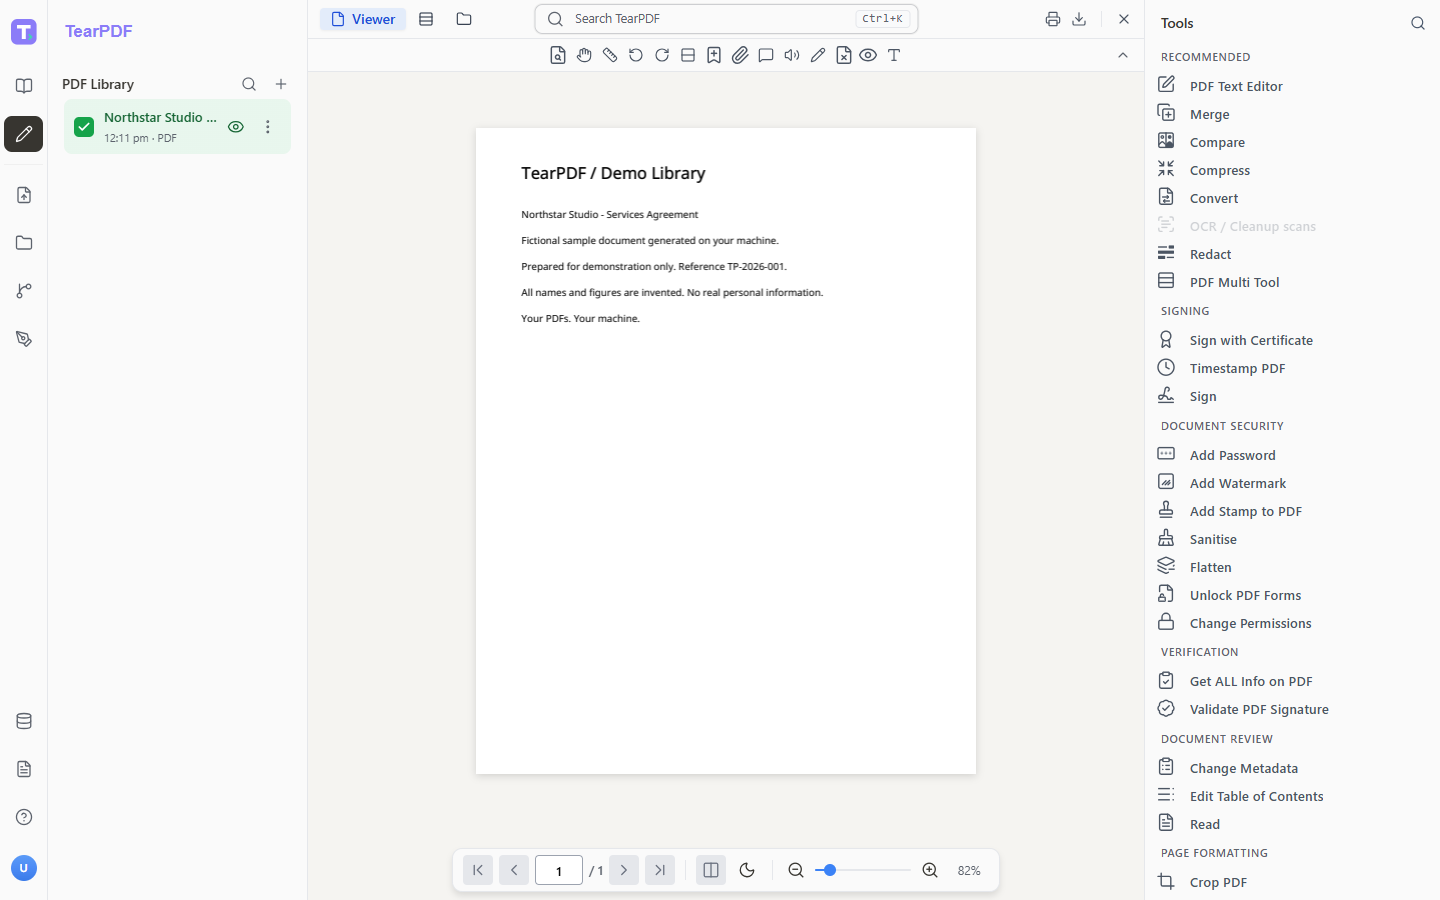 TearPDF
PDF Library
Northstar Studio ...
12:11 pm · PDF
U
Viewer
Search TearPDF
Ctrl+K
TearPDF / Demo Library
Northstar Studio - Services Agreement
Fictional sample document generated on your machine.
Prepared for demonstration only. Reference TP-2026-001.
All names and figures are invented. No real personal information.
Your PDFs. Your machine.
1 / 1
82%
Tools
RECOMMENDED
PDF Text Editor
Merge
Compare
Compress
Convert
OCR / Cleanup scans
Redact
PDF Multi Tool
SIGNING
Sign with Certificate
Timestamp PDF
Sign
DOCUMENT SECURITY
Add Password
Add Watermark
Add Stamp to PDF
Sanitise
Flatten
Unlock PDF Forms
Change Permissions
VERIFICATION
Get ALL Info on PDF
Validate PDF Signature
DOCUMENT REVIEW
Change Metadata
Edit Table of Contents
Read
PAGE FORMATTING
Crop PDF